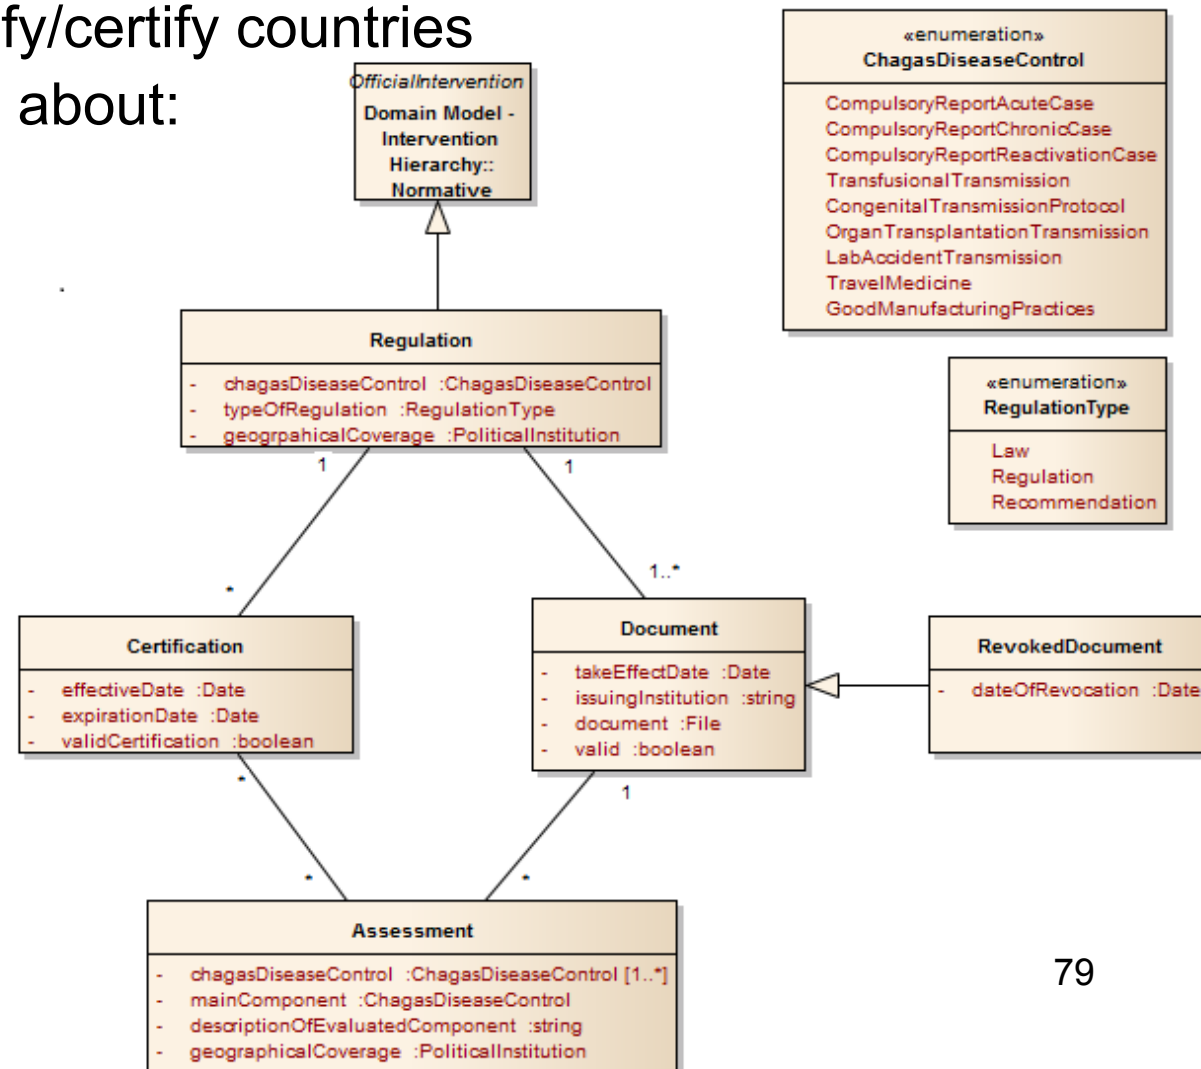 fy/certify countries
about:
OfficialIntervention
Domain Model -
Intervention
Hierarchy::
Normative
«enumeration»
ChagasDiseaseControl
CompulsoryReportAcuteCase
CompulsoryReportChronicCase
CompulsoryReportReactivationCase
TransfusionalTransmission
CongenitalTransmissionProtocol
OrganTransplantationTransmission
LabAccidentTransmission
TravelMedicine
GoodManufacturingPractices
.
Regulation
- chagasDiseaseControl :ChagasDiseaseControl
- typeOfRegulation :RegulationType
- geogrpahicalCoverage :PoliticalInstitution
«enumeration»
RegulationType
Law
Regulation
Recommendation
1
1
*
1..*
Certification
- effectiveDate :Date
- expirationDate :Date
- validCertification :boolean
Document
- takeEffectDate :Date
- issuingInstitution :string
- document :File
- valid :boolean
RevokedDocument
- dateOfRevocation :Date
*
1
*
*
Assessment
- chagasDiseaseControl :ChagasDiseaseControl [1..*]
- mainComponent :ChagasDiseaseControl
- descriptionOfEvaluatedComponent :string
- geographicalCoverage :PoliticalInstitution
79